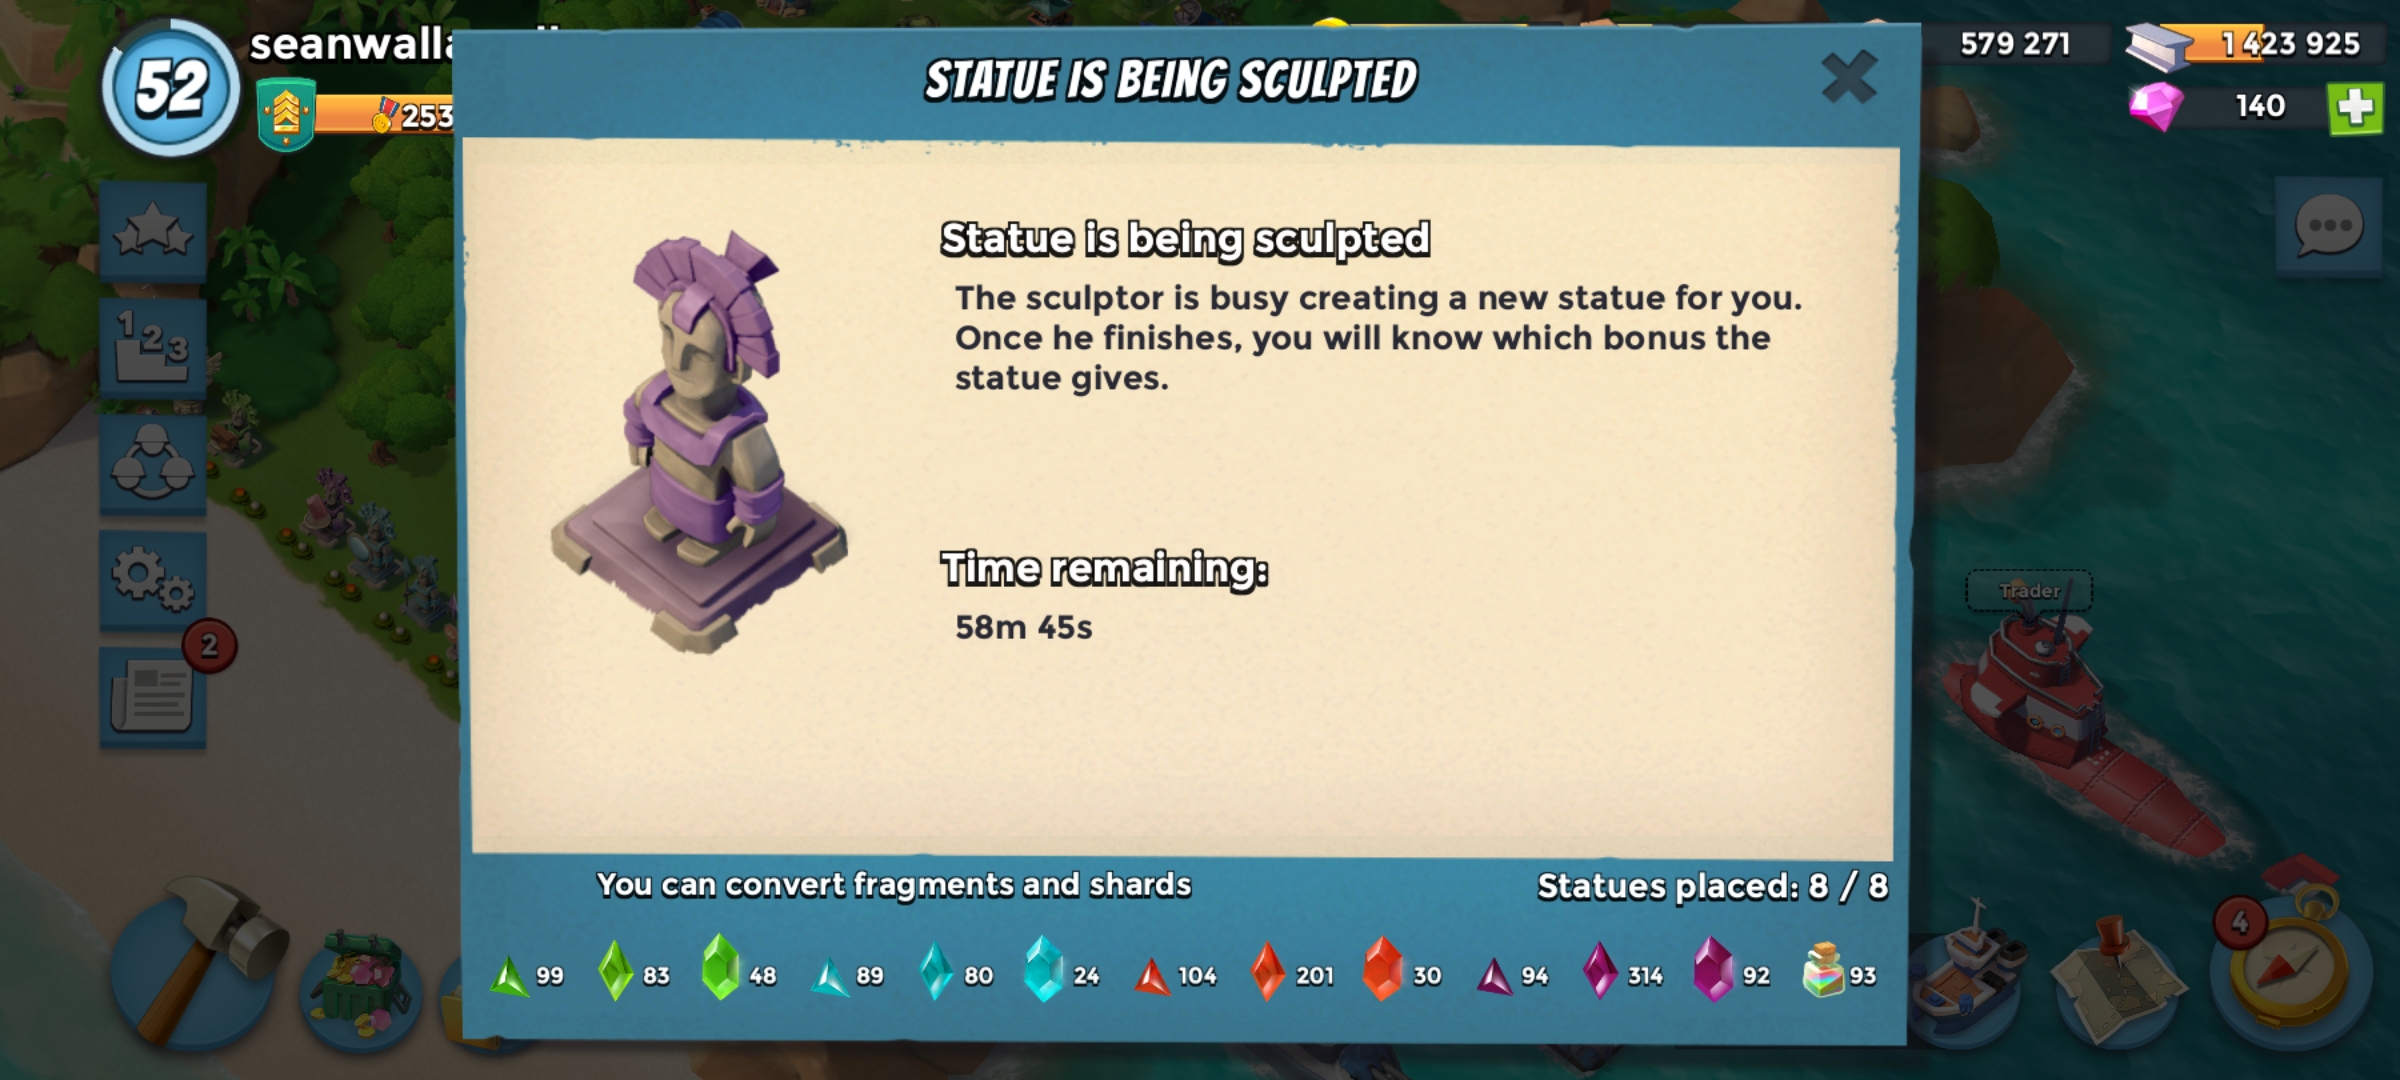 52
253
STATUE IS BEING SCULPTED
579 271
1 423 925
140
Statue is being sculpted
The sculptor is busy creating a new statue for you.
Once he finishes, you will know which bonus the
statue gives.
1 2 3
Time remaining:
58m 45s
Trader
2
You can convert fragments and shards
Statues placed: 8 / 8
4
99 83 48 89 80 24 104 201 30 94 314 92 93